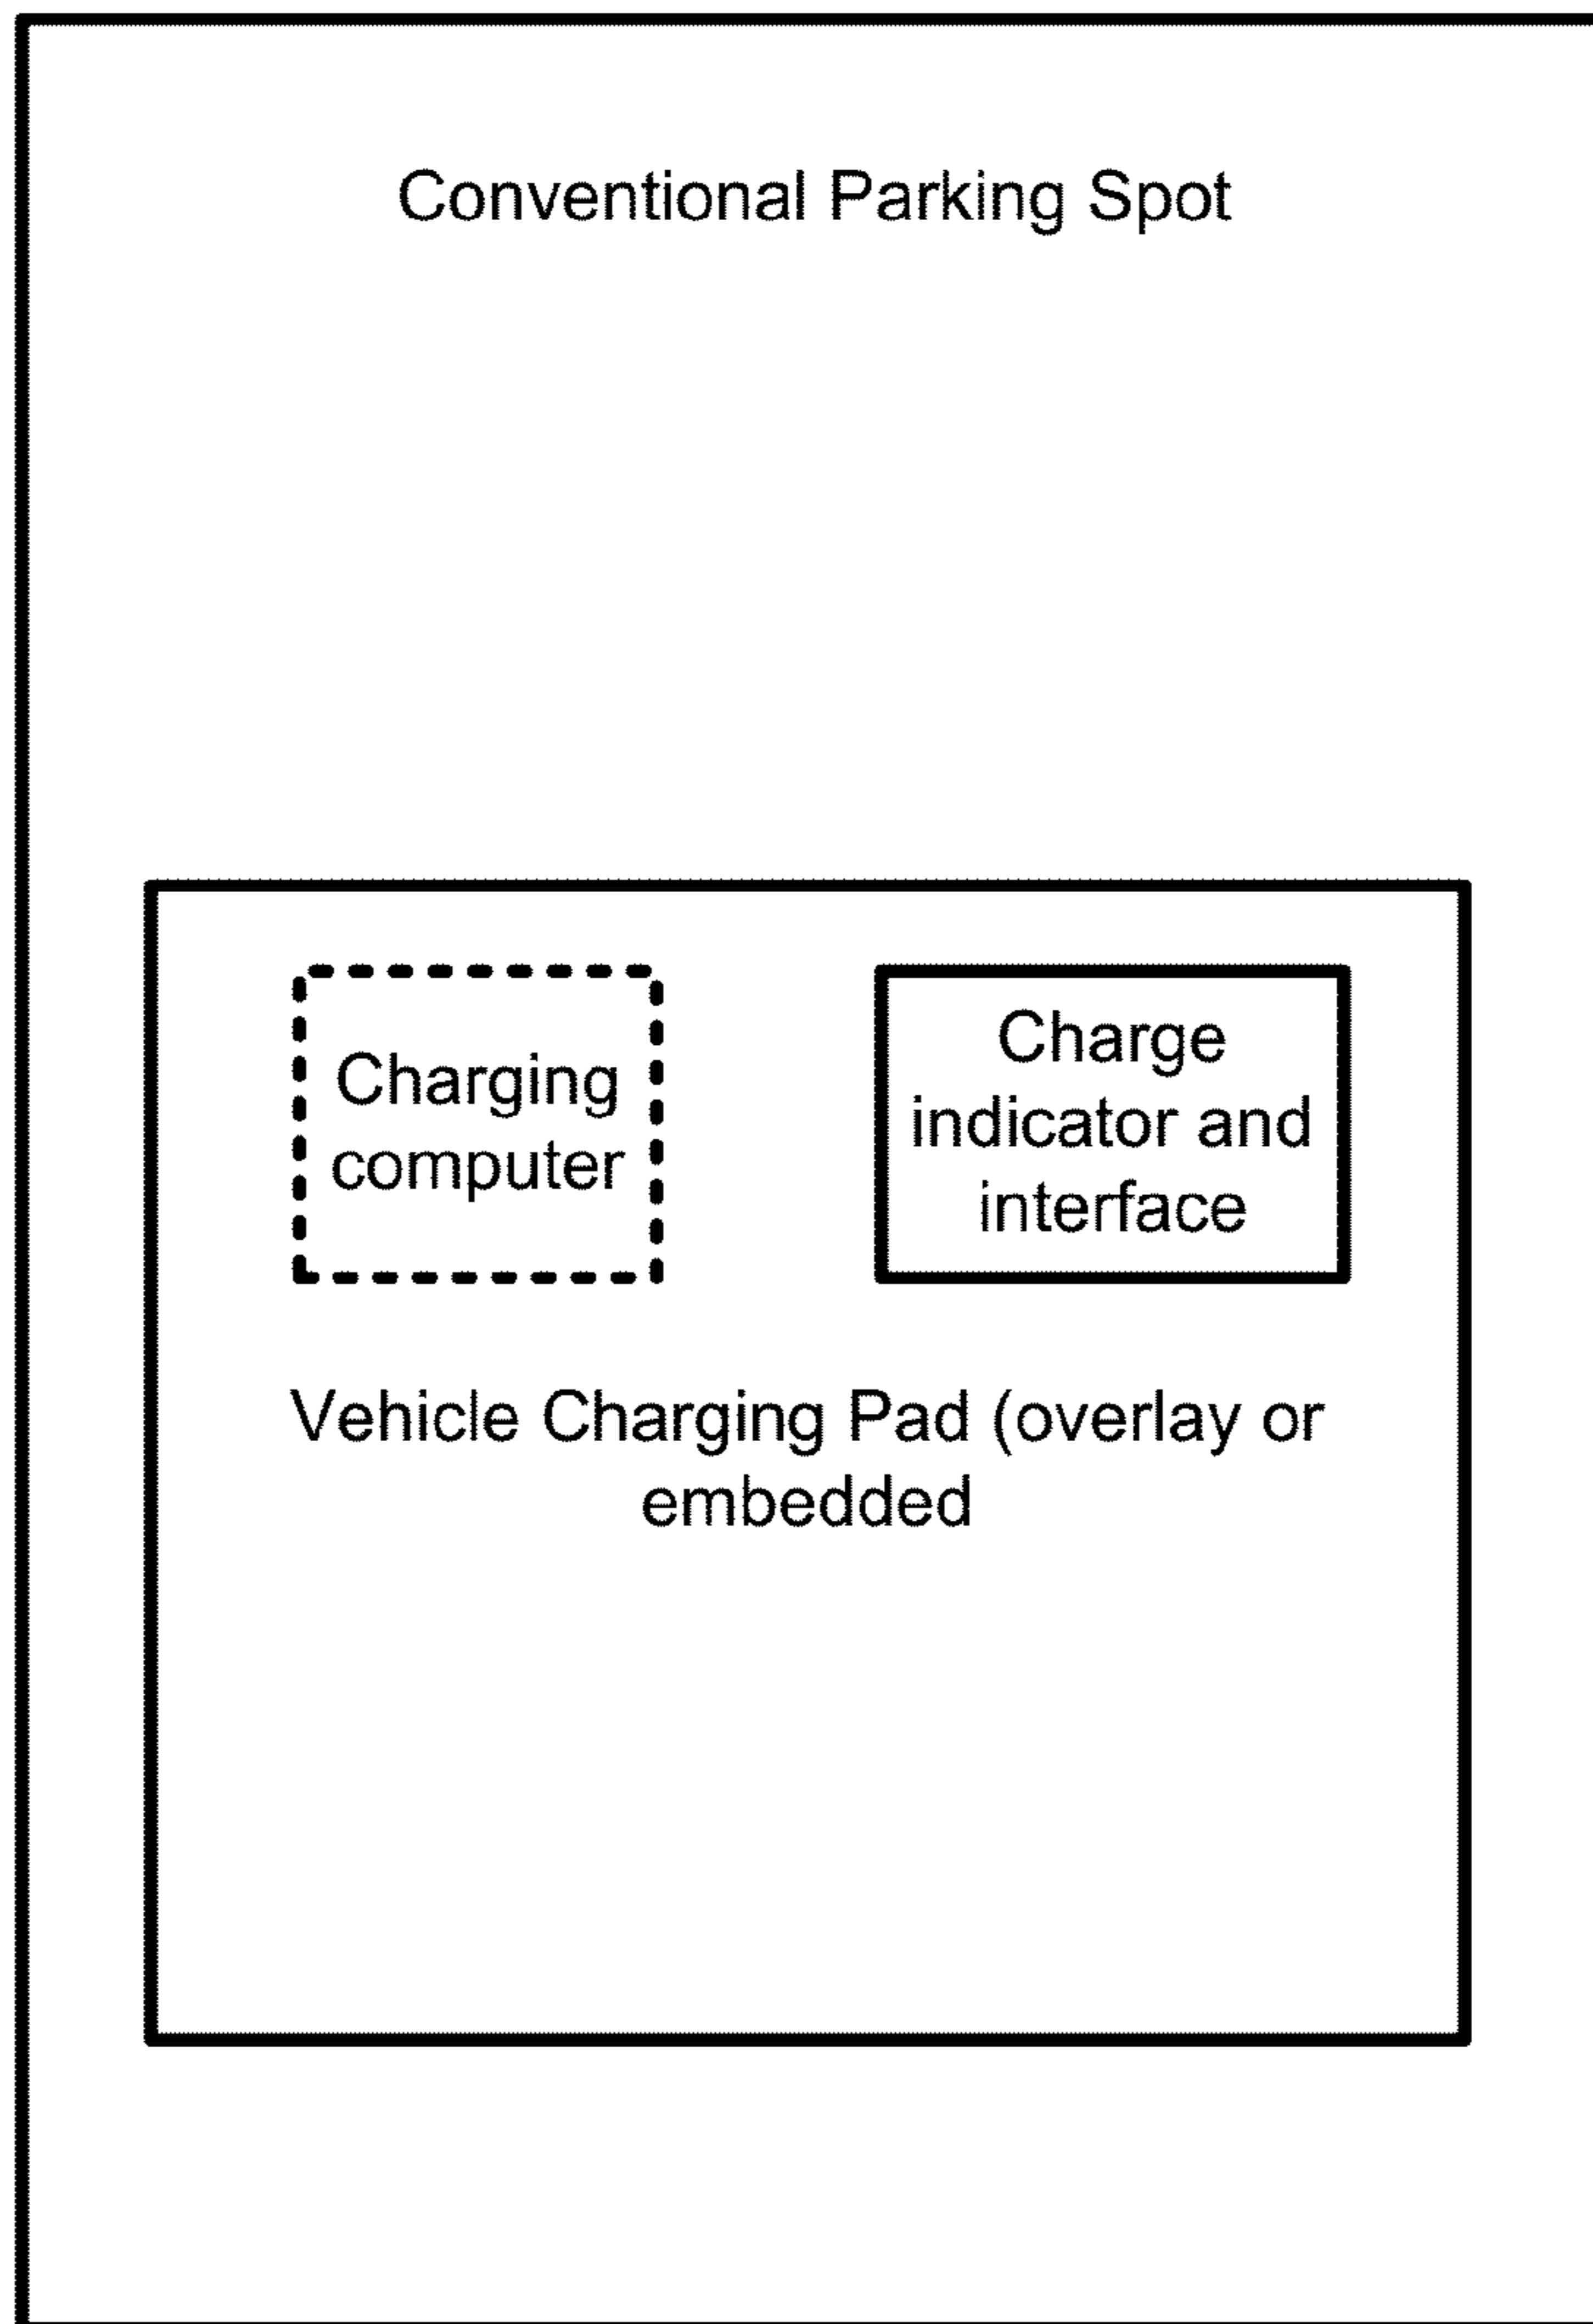 Conventional Parking Spot
Charging
computer
Charge
indicator and
interface
Vehicle Charging Pad (overlay or
embedded